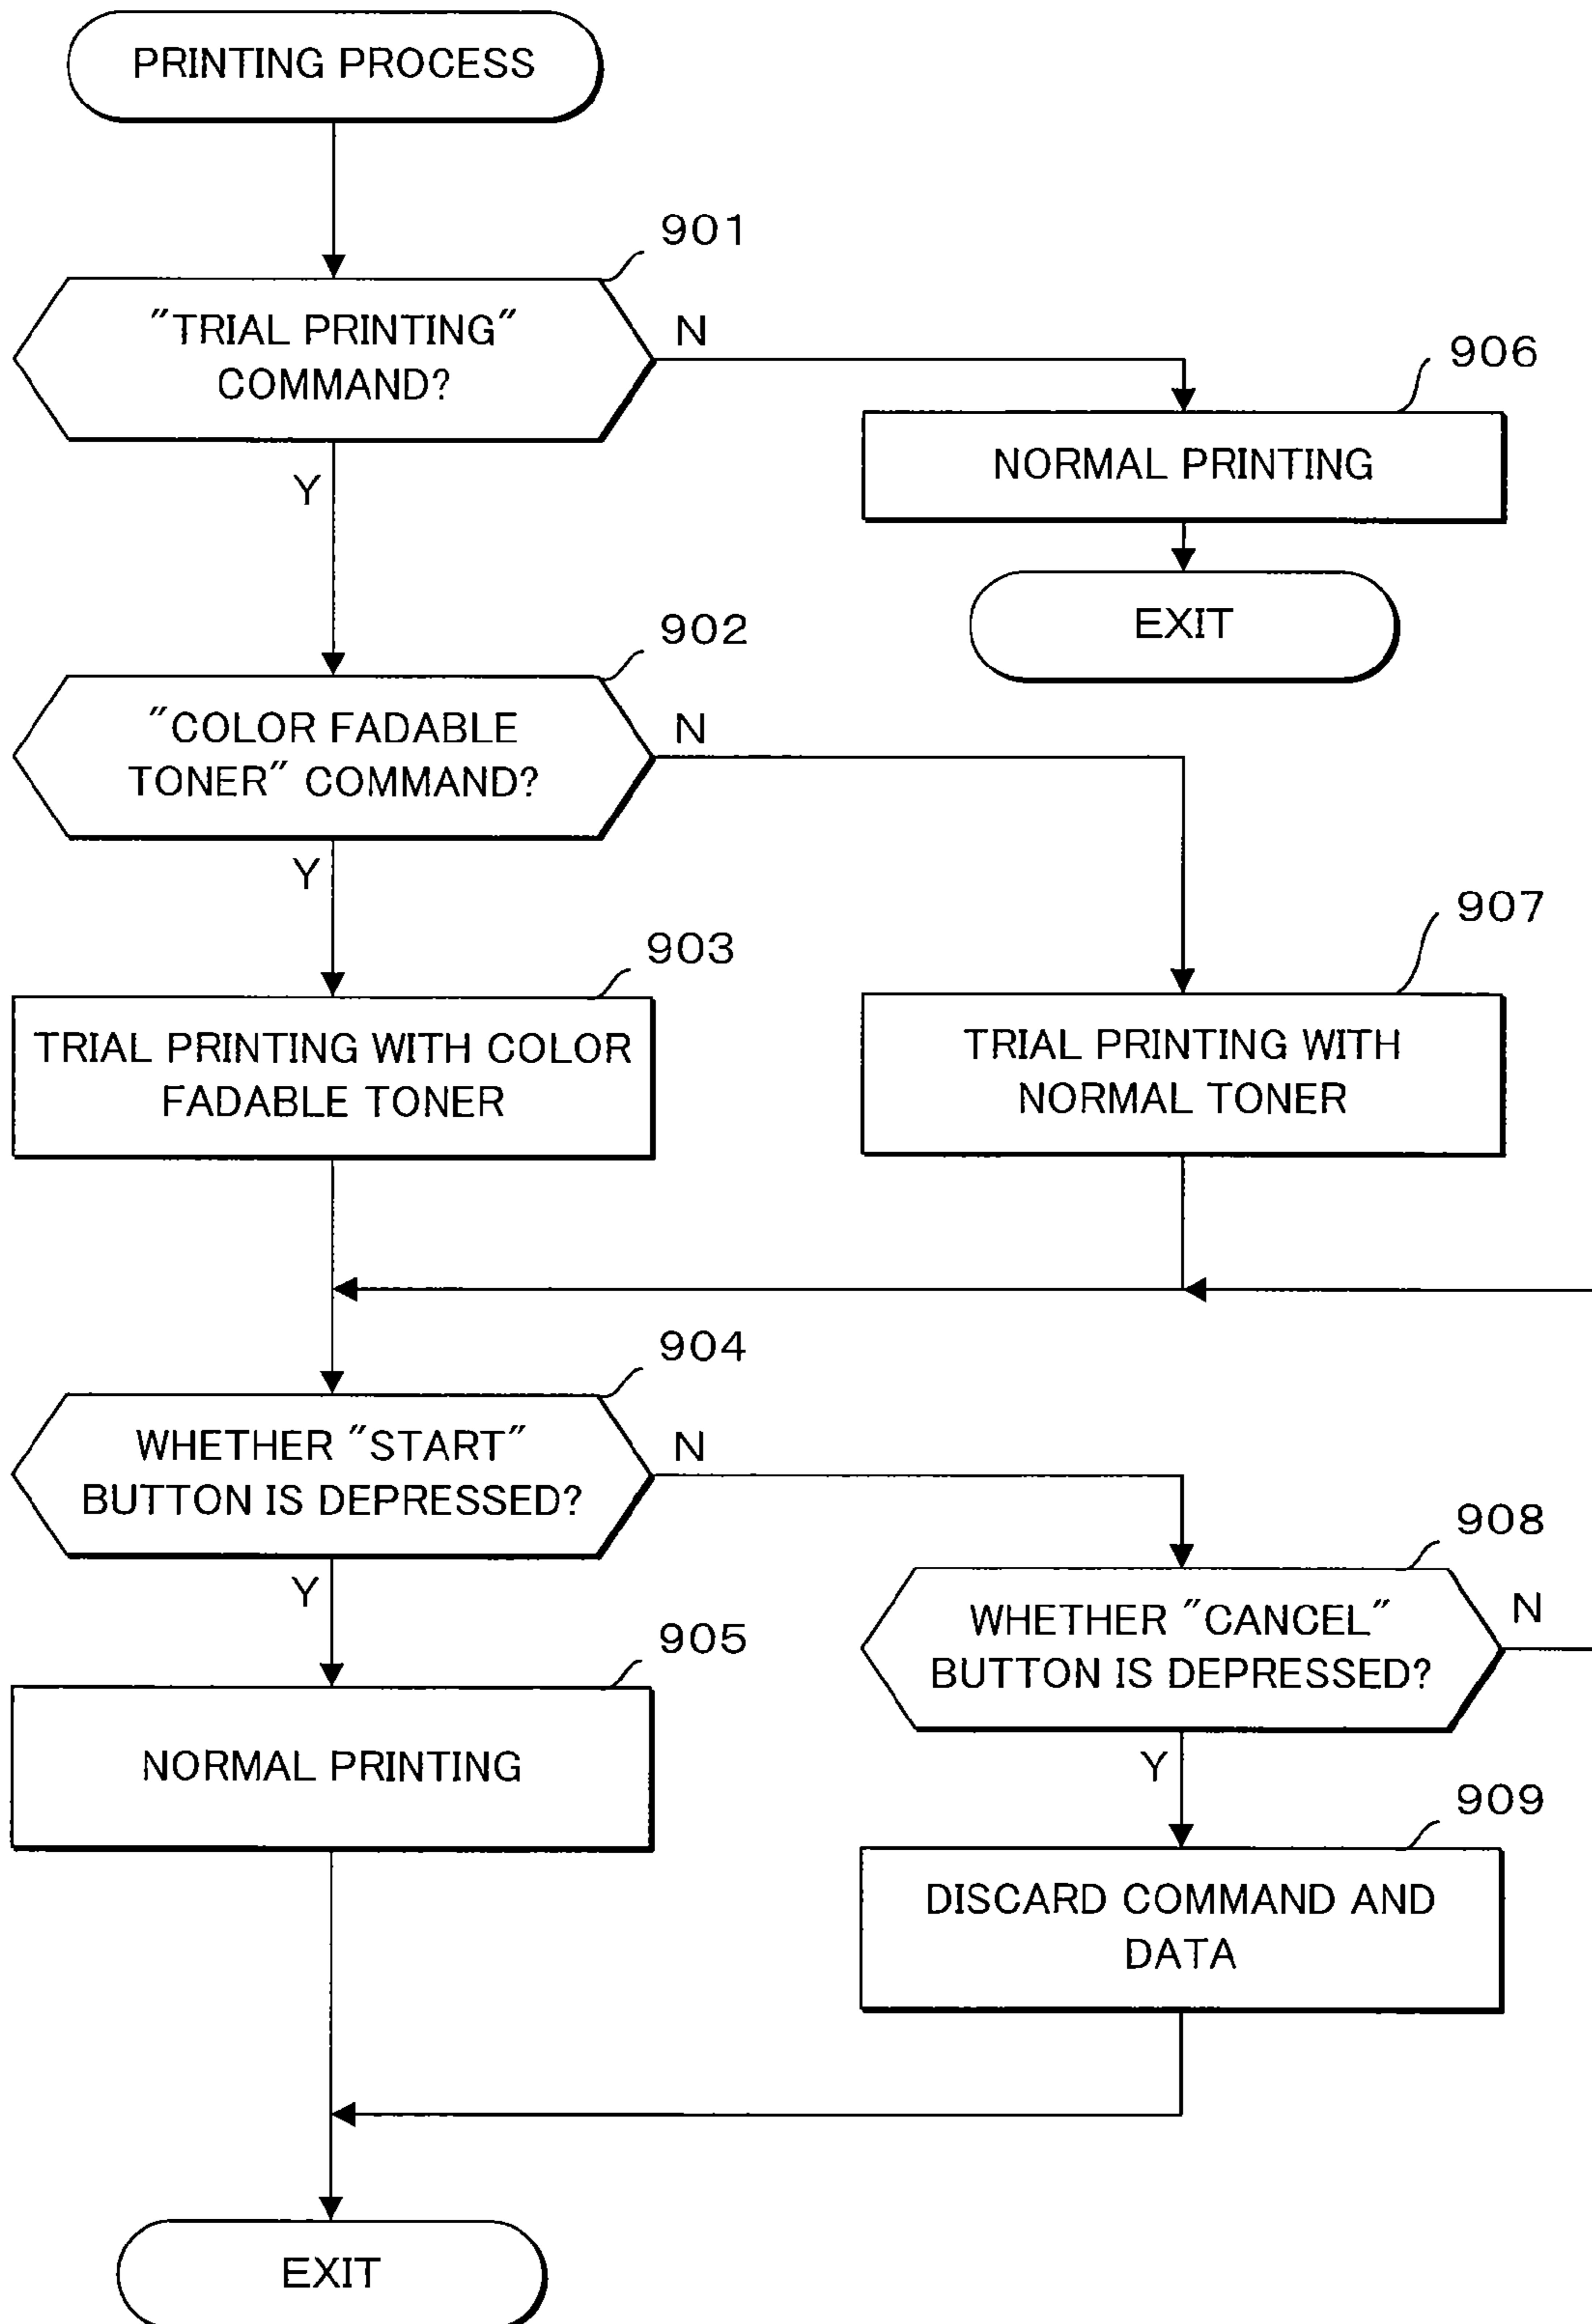 PRINTING PROCESS
901
"TRIAL PRINTING"
COMMAND?
N
Y
906
NORMAL PRINTING
EXIT
902
"COLOR FADABLE
TONER" COMMAND?
N
Y
903
TRIAL PRINTING WITH COLOR
FADABLE TONER
907
TRIAL PRINTING WITH
NORMAL TONER
904
WHETHER "START"
BUTTON IS DEPRESSED?
N
Y
908
WHETHER "CANCEL"
BUTTON IS DEPRESSED?
N
Y
905
NORMAL PRINTING
909
DISCARD COMMAND AND
DATA
EXIT